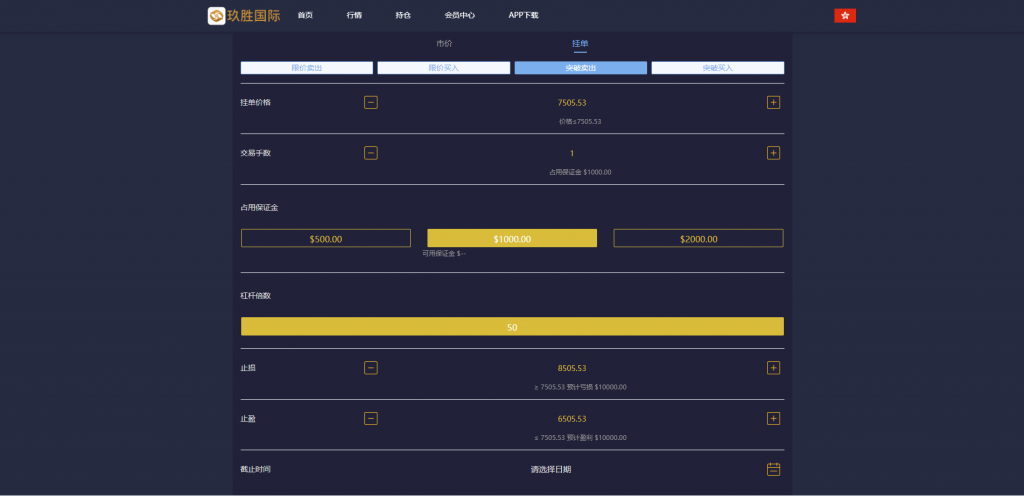 玖胜国际 首页 行情 持仓 会员中心 APP下载
市价 挂单
限价卖出 限价买入 突破卖出 突破买入
挂单价格 7505.53
价格≤7505.53
交易手数 1
占用保证金 $1000.00
占用保证金
$500.00 $1000.00 $2000.00
可用保证金 $--
杠杆倍数
50
止损 8505.53
≥ 7505.53 预计亏损 $10000.00
止盈 6505.53
≤ 7505.53 预计盈利 $10000.00
截止时间 请选择日期